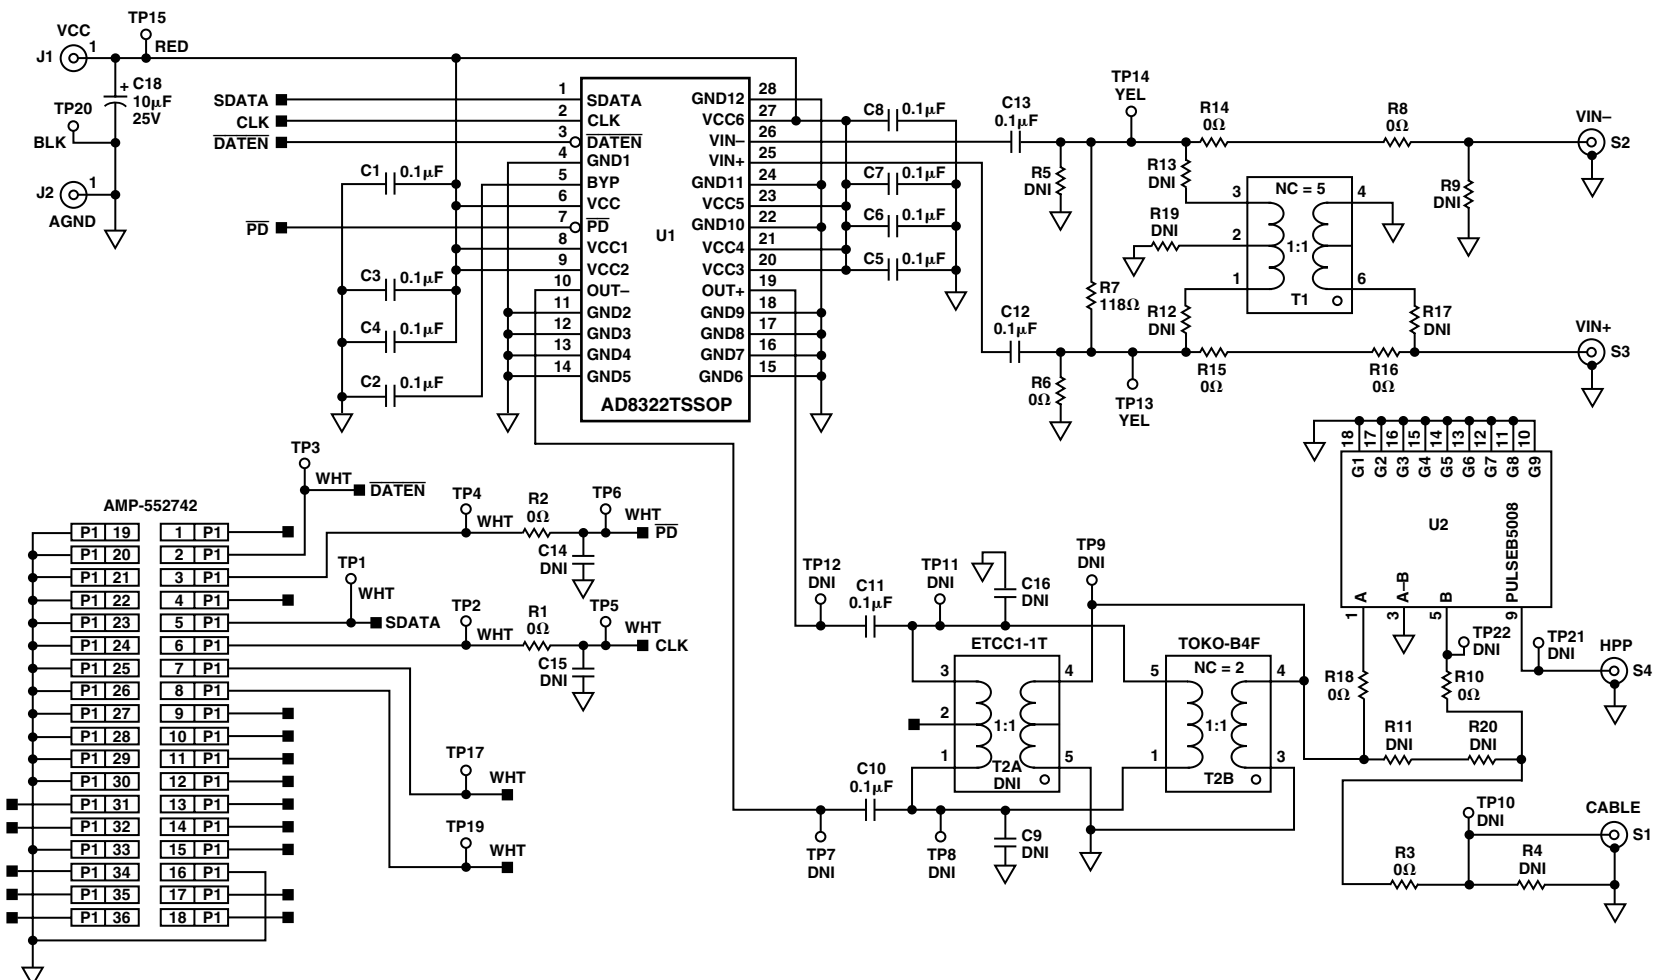 VCC
J1
1
TP15
RED
+ C18
10µF
25V
TP20
BLK
J2
1
AGND
SDATA
CLK
DATEN
PD
C1 0.1µF
C3 0.1µF
C4 0.1µF
C2 0.1µF
1 SDATA
2 CLK
3 DATEN
4 GND1
5 BYP
6 VCC
7 PD
8 VCC1
9 VCC2
10 OUT–
11 GND2
12 GND3
13 GND4
14 GND5
U1
GND12 28
VCC6 27
VIN– 26
VIN+ 25
GND11 24
VCC5 23
GND10 22
VCC4 21
VCC3 20
OUT+ 19
GND9 18
GND8 17
GND7 16
GND6 15
AD8322TSSOP
C8 0.1µF
C7 0.1µF
C6 0.1µF
C5 0.1µF
C13
0.1µF
C12
0.1µF
TP14
YEL
R14
0Ω
R8
0Ω
VIN–
S2
R5
DNI
R13
DNI
R19
DNI
R7
118Ω
R12
DNI
R6
0Ω
TP13
YEL
R15
0Ω
R16
0Ω
3
2
1
NC = 5
1:1
T1
4
6
R9
DNI
R17
DNI
VIN+
S3
18 17 16 15 14 13 12 11 10
G1 G2 G3 G4 G5 G6 G7 G8 G9
U2
PULSEB5008
A A–B B
1 3 5 9
TP22
DNI
TP21
DNI
HPP
S4
R18
0Ω
R10
0Ω
R11
DNI
R20
DNI
TP10
DNI
CABLE
S1
R3
0Ω
R4
DNI
TP3
WHT
DATEN
AMP-552742
P1 19 1 P1
P1 20 2 P1
P1 21 3 P1
P1 22 4 P1
P1 23 5 P1
P1 24 6 P1
P1 25 7 P1
P1 26 8 P1
P1 27 9 P1
P1 28 10 P1
P1 29 11 P1
P1 30 12 P1
P1 31 13 P1
P1 32 14 P1
P1 33 15 P1
P1 34 16 P1
P1 35 17 P1
P1 36 18 P1
TP4
WHT
R2
0Ω
TP6
WHT
PD
C14
DNI
TP1
WHT
SDATA
TP2
WHT
R1
0Ω
TP5
WHT
CLK
C15
DNI
TP17
WHT
TP19
WHT
TP12
DNI
C11
0.1µF
TP11
DNI
C16
DNI
TP9
DNI
ETCC1-1T
3
2
1
1:1
T2A
DNI
4
5
TOKO-B4F
NC = 2
5
1
1:1
T2B
4
3
C10
0.1µF
TP7
DNI
TP8
DNI
C9
DNI